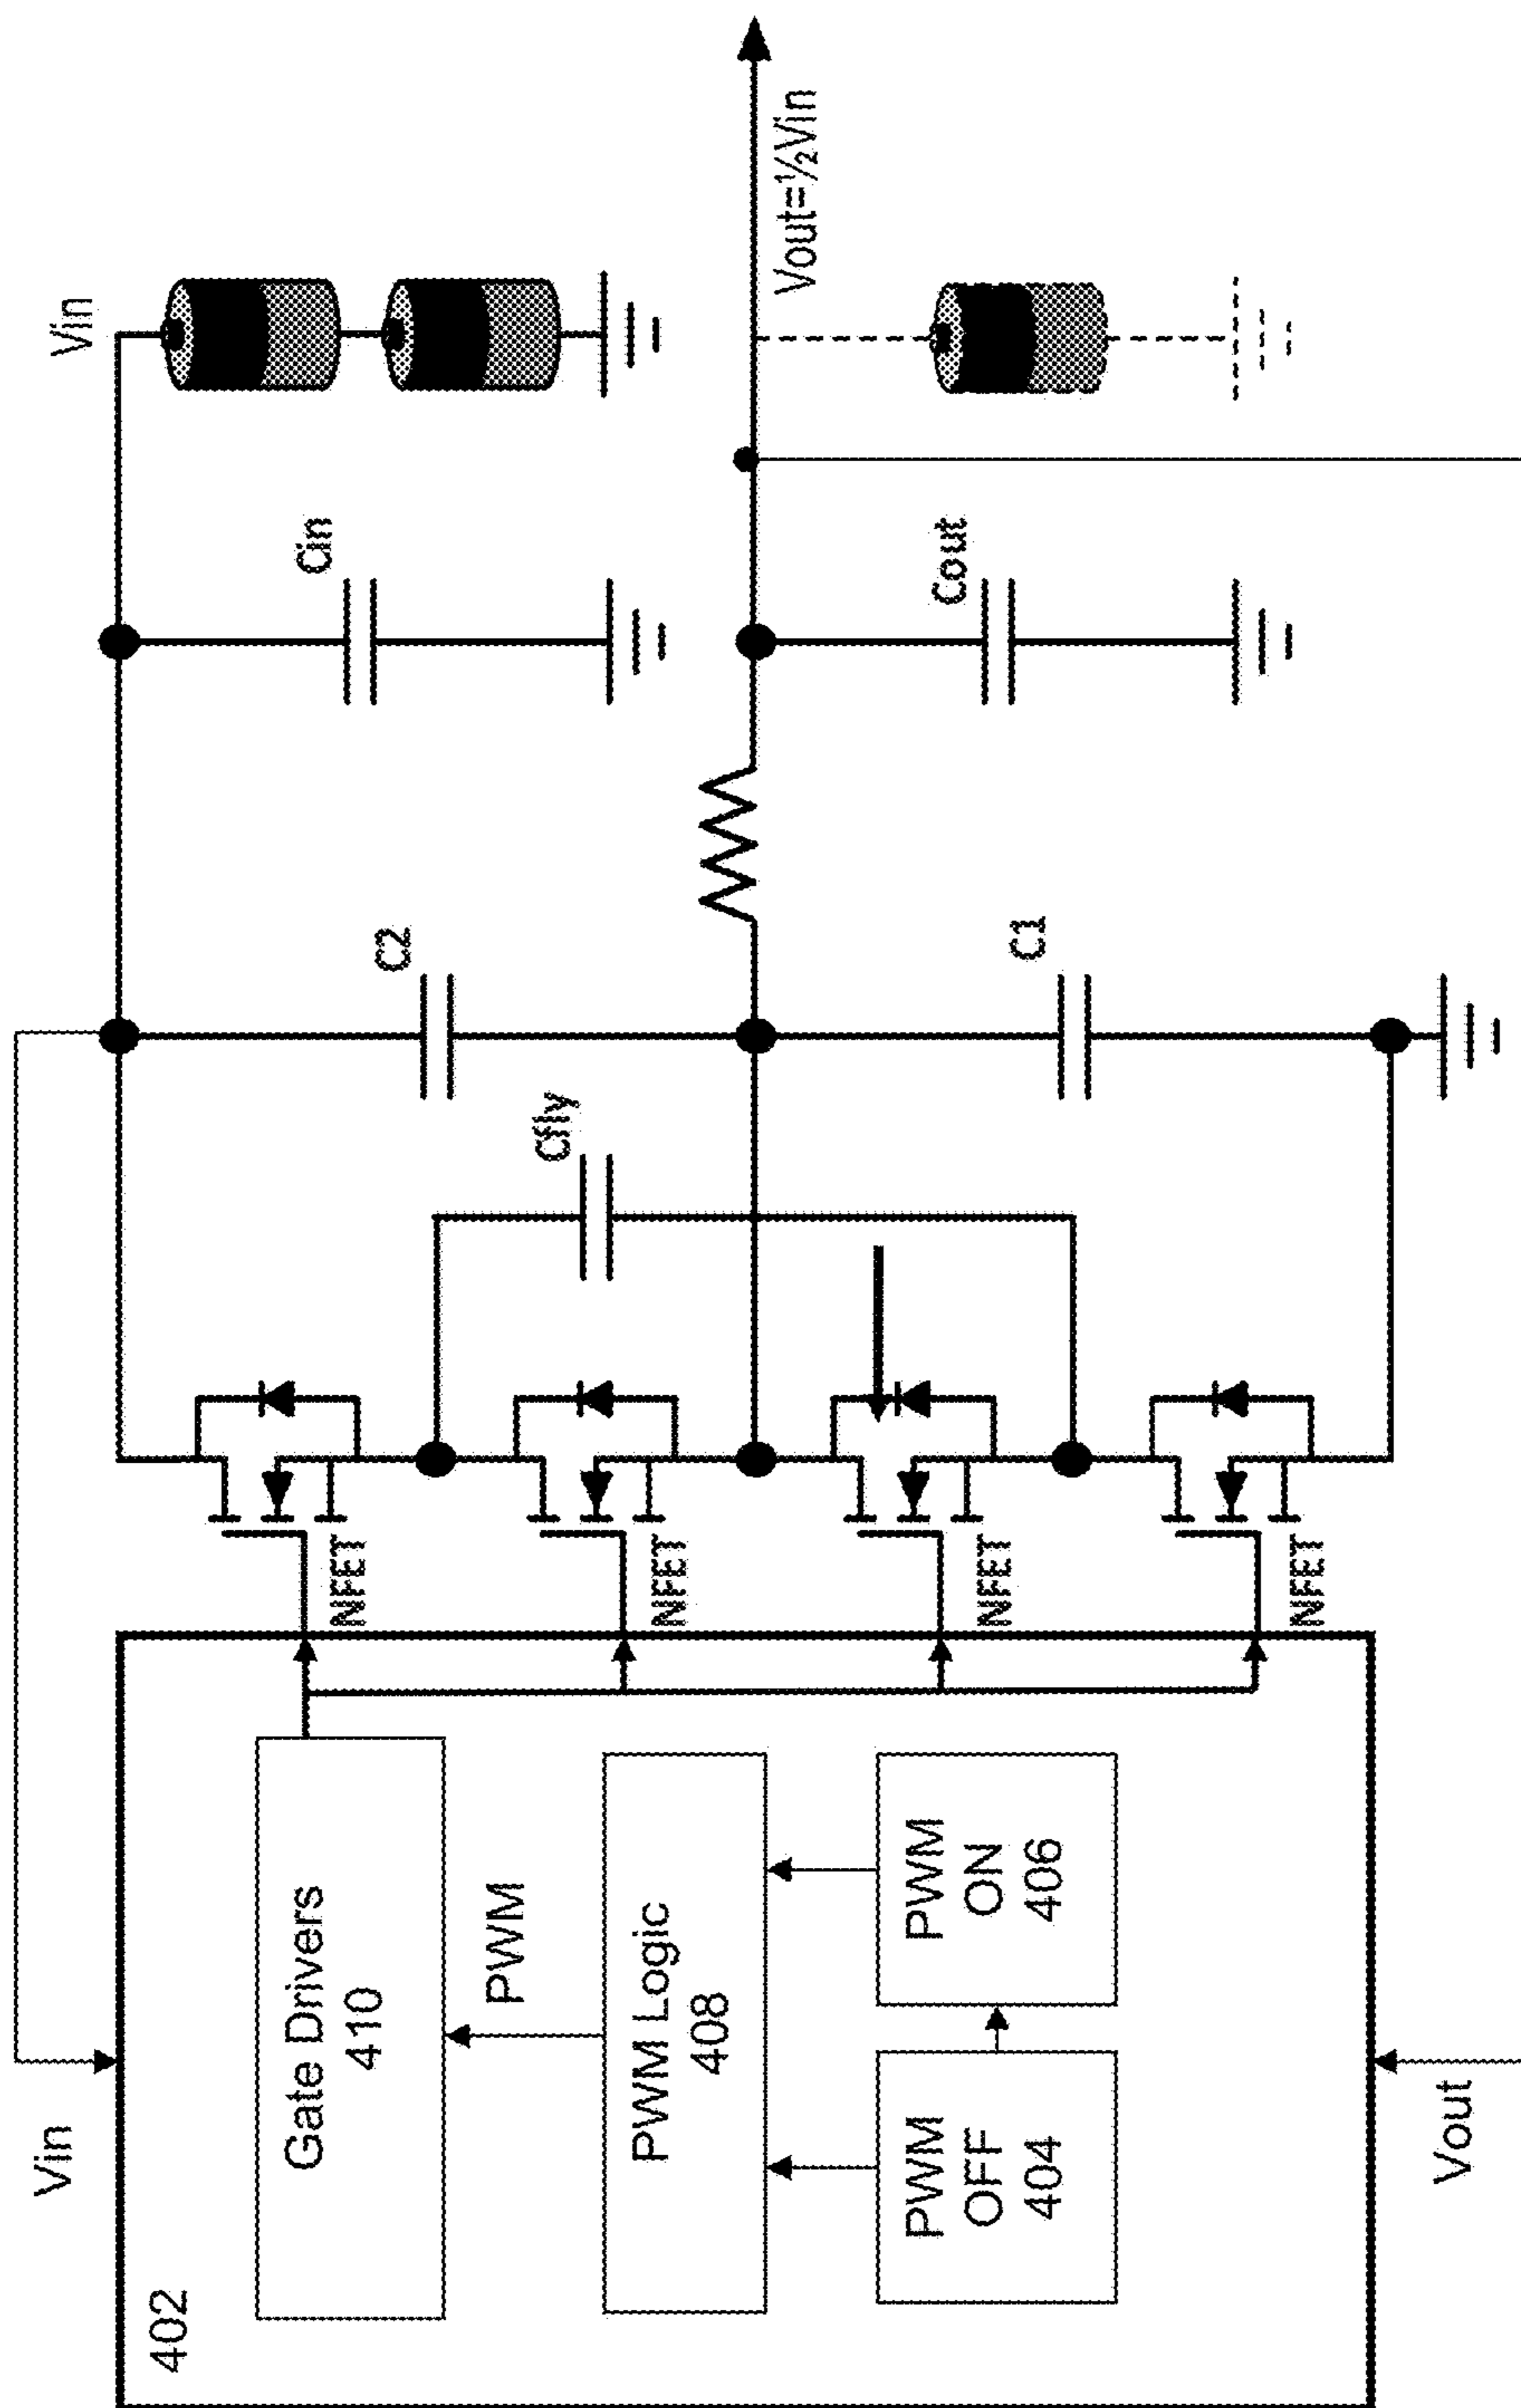 402
Vin
Gate Drivers
410
PWM
PWM Logic
408
PWM
OFF
404
PWM
ON
406
Vout
NFET
NFET
NFET
NFET
Cfly
C2
C1
Cin
Cout
Vin
Vout=½Vin